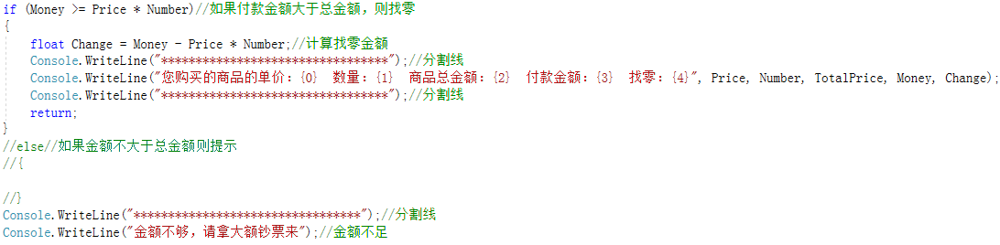 if (Money >= Price * Number)//如果付款金额大于总金额，则找零
{
float Change = Money - Price * Number;//计算找零金额
Console.WriteLine("*********************************");//分割线
Console.WriteLine("您购买的商品的单价：{0}  数量：{1}  商品总金额：{2}  付款金额：{3}  找零：{4}", Price, Number, TotalPrice, Money, Change);
Console.WriteLine("*********************************");//分割线
return;
}
//else//如果金额不大于总金额则提示
//{
//}
Console.WriteLine("*********************************");//分割线
Console.WriteLine("金额不够，请拿大额钞票来");//金额不足